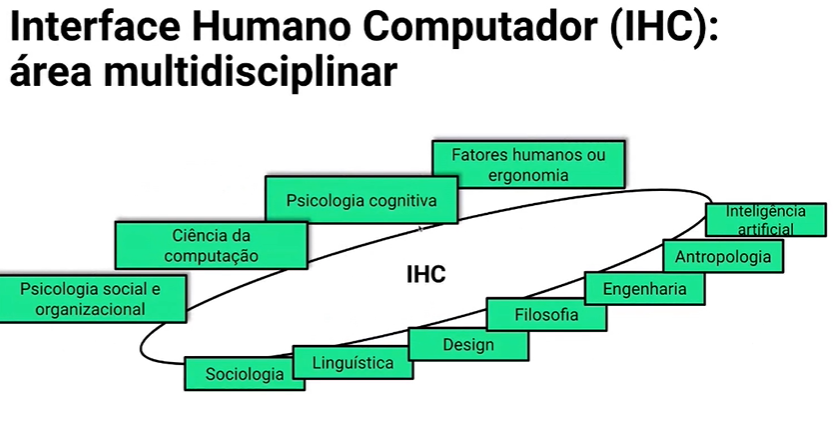 Interface Humano Computador (IHC):
área multidisciplinar
Fatores humanos ou
ergonomia
Psicologia cognitiva
Inteligência
artificial
Ciência da
computação
Antropologia
IHC
Psicologia social e
organizacional
Engenharia
Filosofia
Design
Linguística
Sociologia